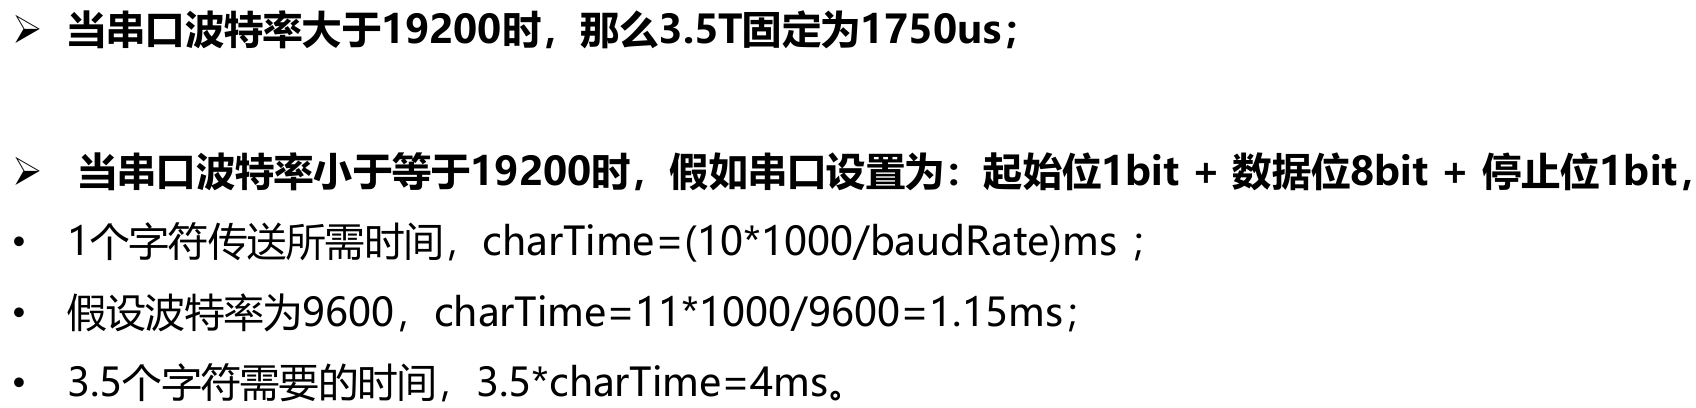 ➢ 当串口波特率大于19200时，那么3.5T固定为1750us；
➢ 当串口波特率小于等于19200时，假如串口设置为：起始位1bit + 数据位8bit + 停止位1bit，
• 1个字符传送所需时间，charTime=(10*1000/baudRate)ms ；
• 假设波特率为9600，charTime=11*1000/9600=1.15ms；
• 3.5个字符需要的时间，3.5*charTime=4ms。